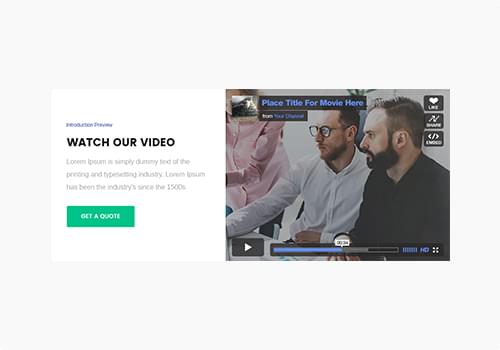 Introduction Preview
WATCH OUR VIDEO
Lorem Ipsum is simply dummy text of the
printing and typesetting industry. Lorem Ipsum
has been the industry's since the 1500s
GET A QUOTE
Place Title For Movie Here
from Your Channel
LIKE
SHARE
EMBED
00:34
HD